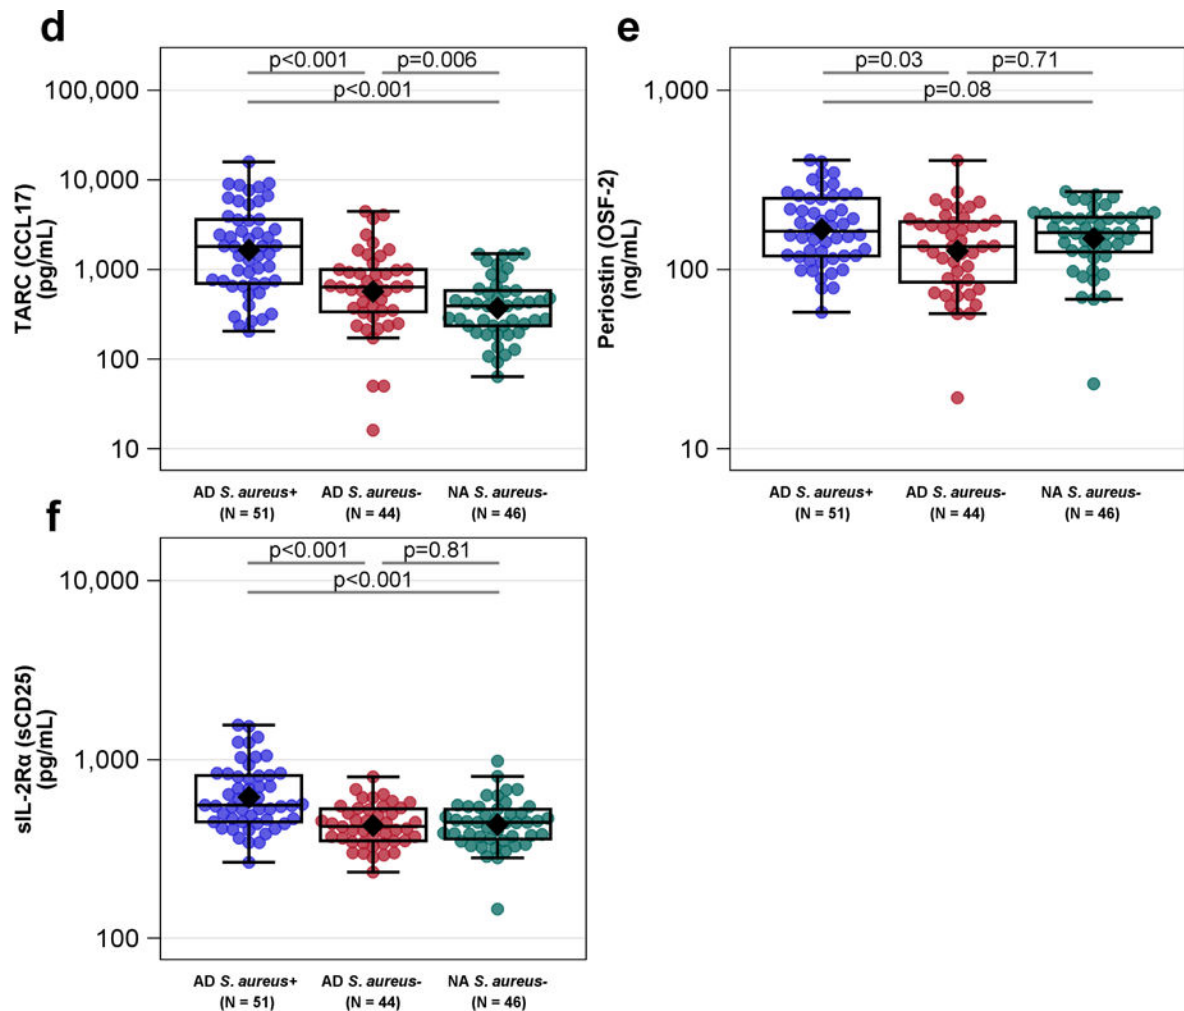 d
p<0.001 p=0.006
p<0.001
100,000
10,000
1,000
100
10
TARC (CCL17)
(pg/mL)
AD S. aureus+ AD S. aureus- NA S. aureus-
(N = 51) (N = 44) (N = 46)
e
p=0.03 p=0.71
p=0.08
1,000
100
10
Periostin (OSF-2)
(ng/mL)
AD S. aureus+ AD S. aureus- NA S. aureus-
(N = 51) (N = 44) (N = 46)
f
p<0.001 p=0.81
p<0.001
10,000
1,000
100
sIL-2Rα (sCD25)
(pg/mL)
AD S. aureus+ AD S. aureus- NA S. aureus-
(N = 51) (N = 44) (N = 46)